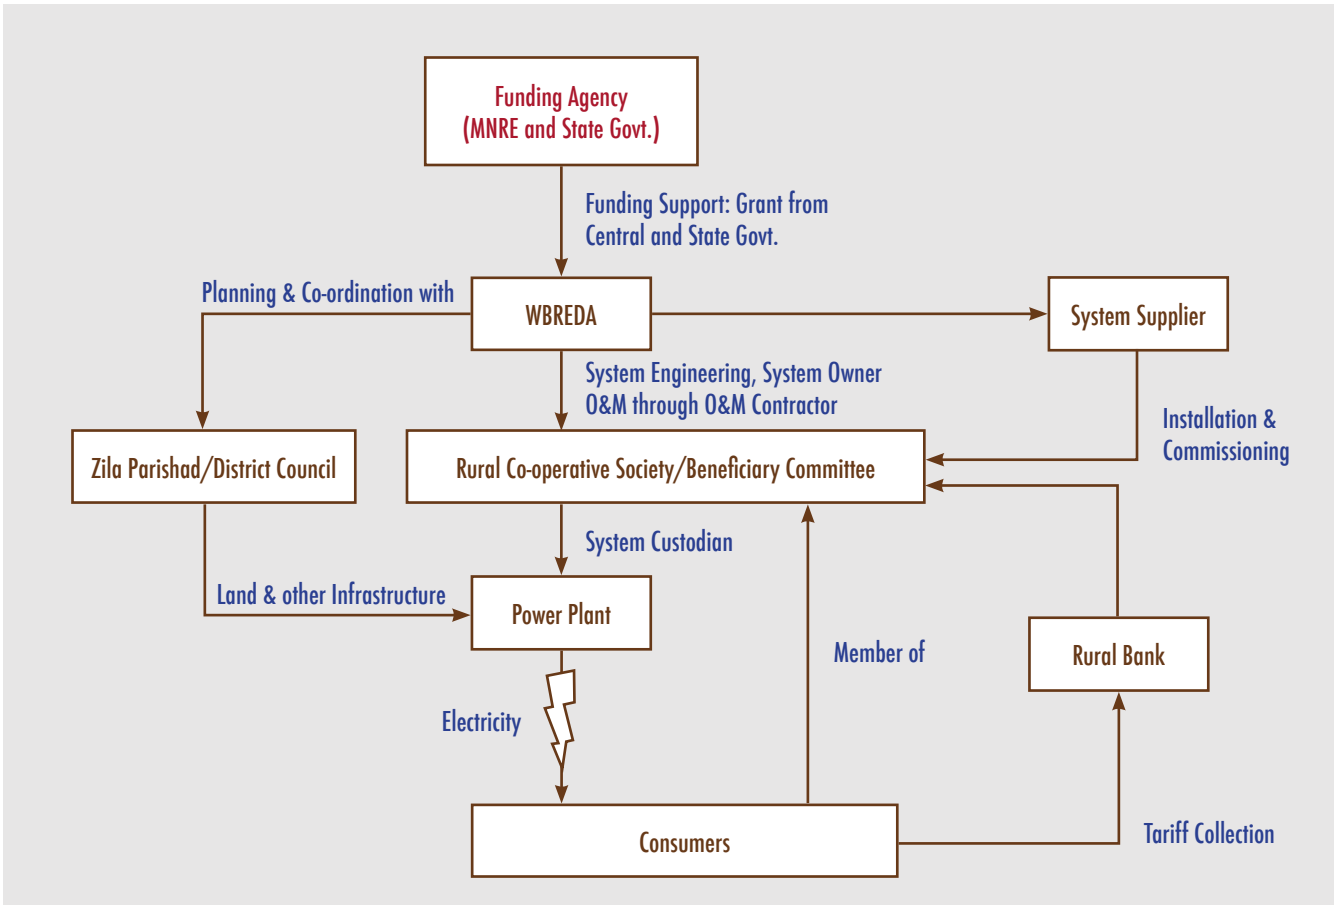 Funding Agency
(MNRE and State Govt.)
Funding Support: Grant from
Central and State Govt.
Planning & Co-ordination with
WBREDA
System Supplier
System Engineering, System Owner
O&M through O&M Contractor
Installation &
Commissioning
Zila Parishad/District Council
Rural Co-operative Society/Beneficiary Committee
System Custodian
Land & other Infrastructure
Power Plant
Member of
Rural Bank
Electricity
Consumers
Tariff Collection